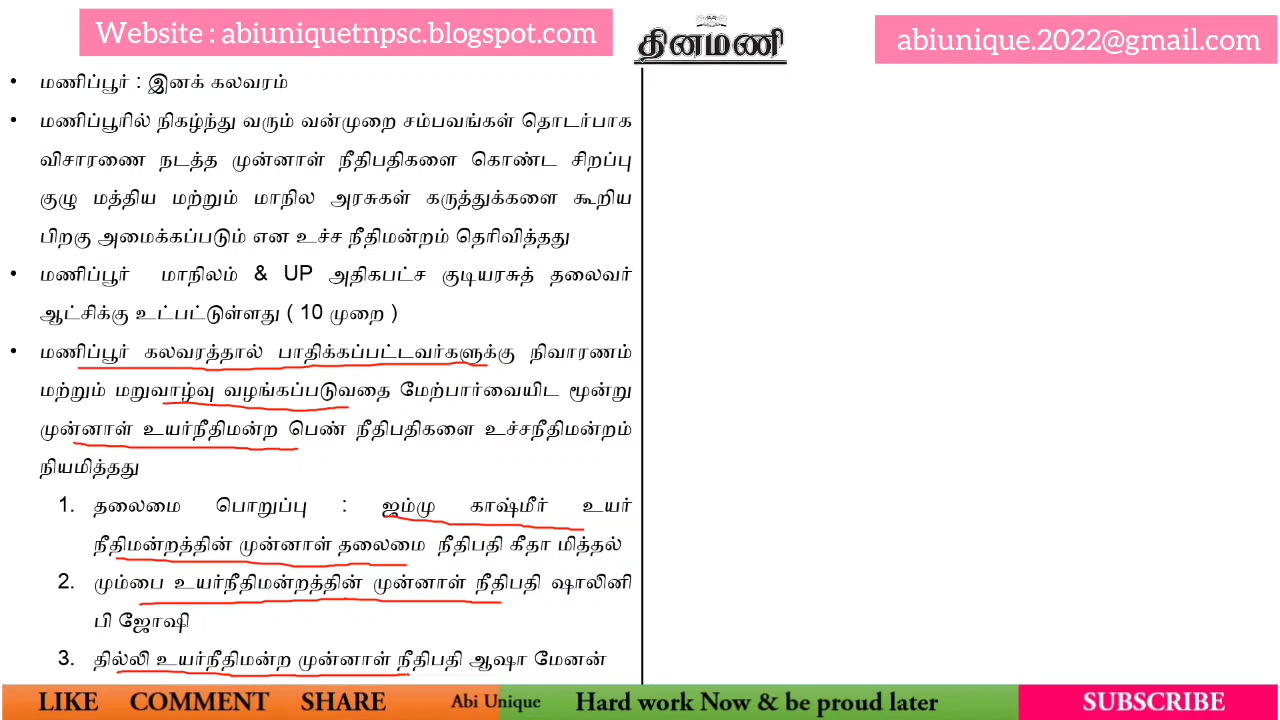 Website : abiuniquetnpsc.blogspot.com
தினமணி
abiunique.2022@gmail.com
• மணிப்பூர் : இனக் கலவரம்
• மணிப்பூரில் நிகழ்ந்து வரும் வன்முறை சம்பவங்கள் தொடர்பாக
விசாரணை நடத்த முன்னாள் நீதிபதிகளை கொண்ட சிறப்பு
குழு மத்திய மற்றும் மாநில அரசுகள் கருத்துக்களை கூறிய
பிறகு அமைக்கப்படும் என உச்ச நீதிமன்றம் தெரிவித்தது
• மணிப்பூர் மாநிலம் & UP அதிகபட்ச குடியரசுத் தலைவர்
ஆட்சிக்கு உட்பட்டுள்ளது ( 10 முறை )
• மணிப்பூர் கலவரத்தால் பாதிக்கப்பட்டவர்களுக்கு நிவாரணம்
மற்றும் மறுவாழ்வு வழங்கப்படுவதை மேற்பார்வையிட மூன்று
முன்னாள் உயர்நீதிமன்ற பெண் நீதிபதிகளை உச்சநீதிமன்றம்
நியமித்தது
1. தலைமை பொறுப்பு : ஜம்மு காஷ்மீர் உயர்
நீதிமன்றத்தின் முன்னாள் தலைமை நீதிபதி கீதா மித்தல்
2. மும்பை உயர்நீதிமன்றத்தின் முன்னாள் நீதிபதி ஷாலினி
பி ஜோஷி
3. தில்லி உயர்நீதிமன்ற முன்னாள் நீதிபதி ஆஷா மேனன்
LIKE COMMENT SHARE Abi Unique Hard work Now & be proud later SUBSCRIBE